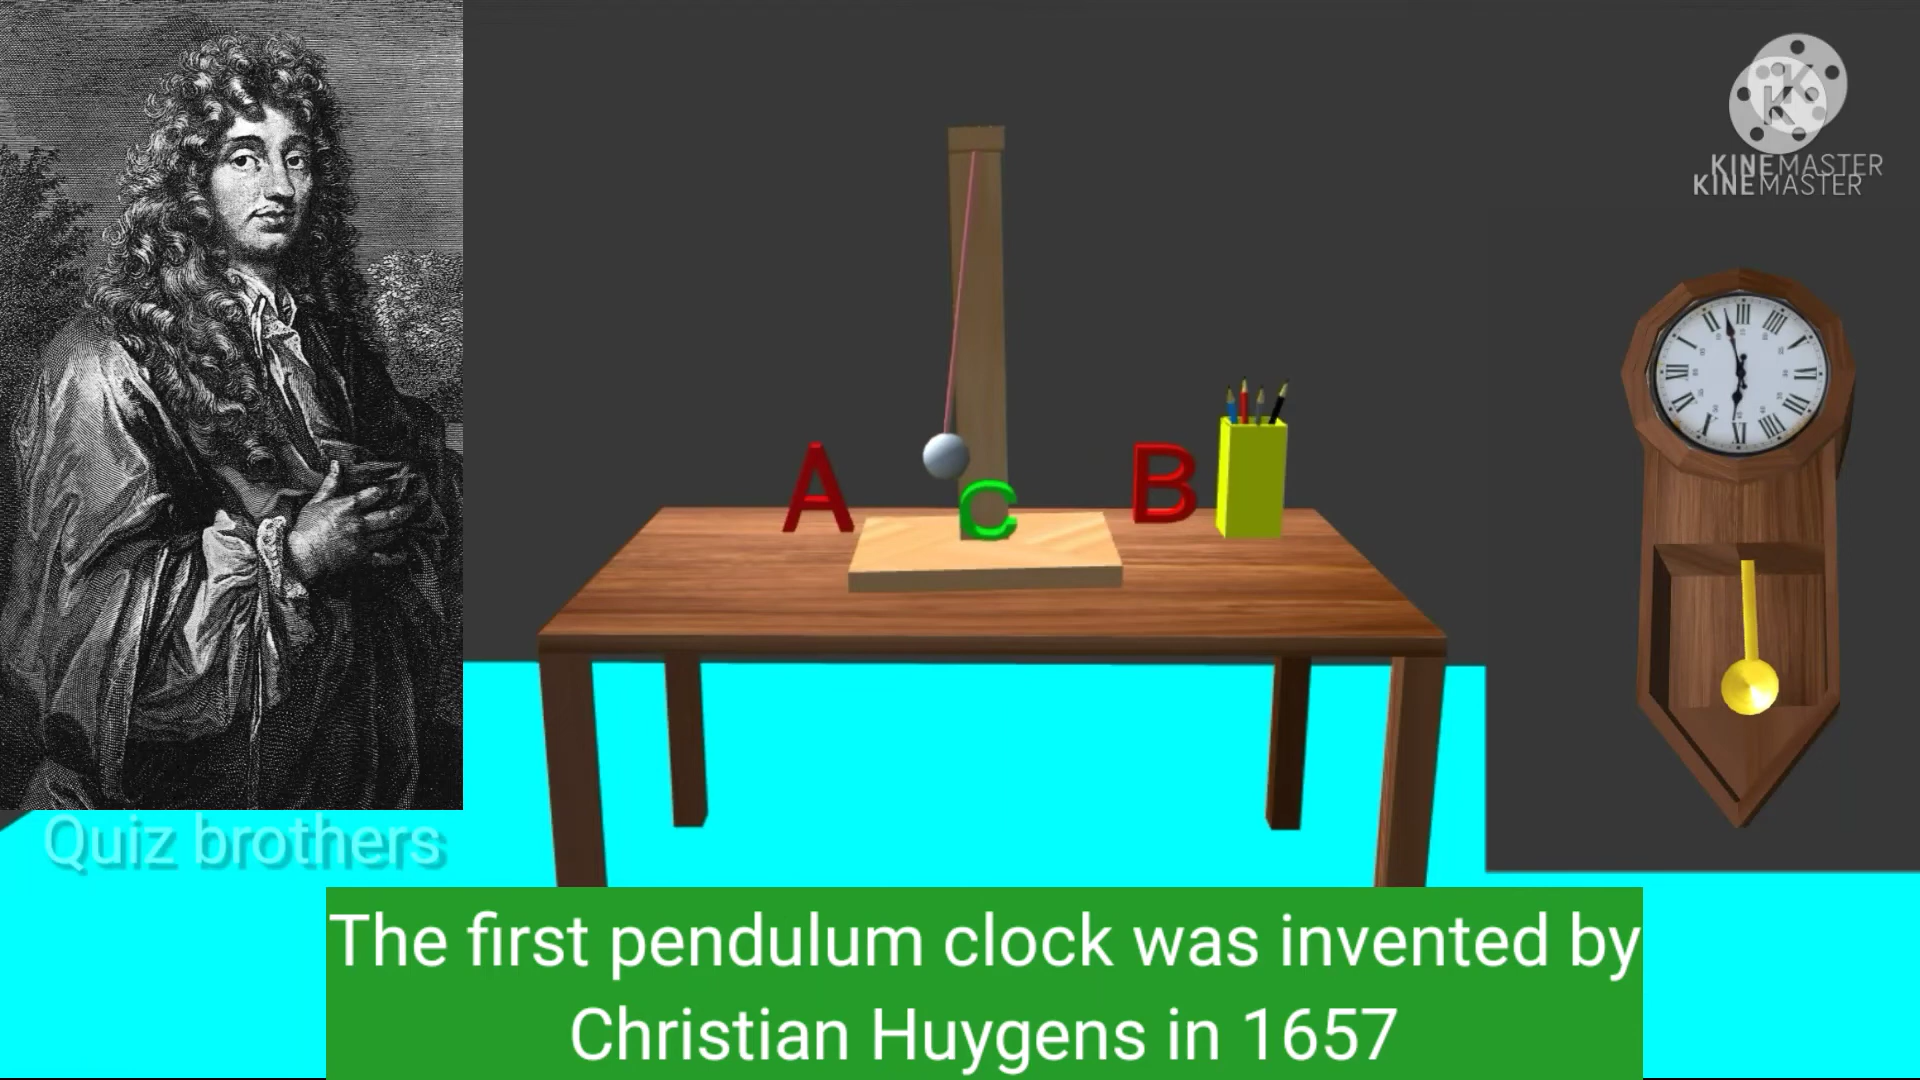 KINEMASTER
KINEMASTER
A
B
C
Quiz brothers
The first pendulum clock was invented by
Christian Huygens in 1657